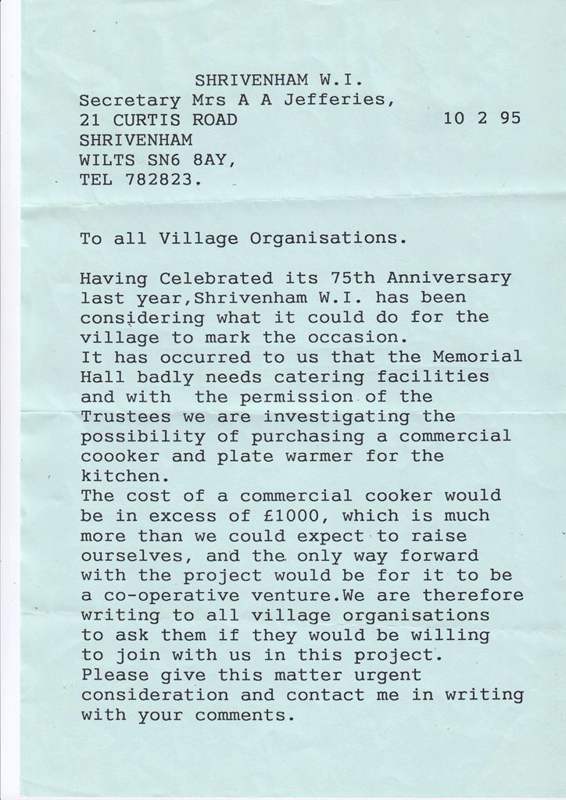 SHRIVENHAM W.I.
Secretary Mrs A A Jefferies,
21 CURTIS ROAD 10 2 95
SHRIVENHAM
WILTS SN6 8AY,
TEL 782823.
To all Village Organisations.
Having Celebrated its 75th Anniversary
last year,Shrivenham W.I. has been
considering what it could do for the
village to mark the occasion.
It has occurred to us that the Memorial
Hall badly needs catering facilities
and with  the permission of the
Trustees we are investigating the
possibility of purchasing a commercial
coooker and plate warmer for the
kitchen.
The cost of a commercial cooker would
be in excess of £1000, which is much
more than we could expect to raise
ourselves, and the only way forward
with the project would be for it to be
a co-operative venture.We are therefore
writing to all village organisations
to ask them if they would be willing
to join with us in this project.
Please give this matter urgent
consideration and contact me in writing
with your comments.